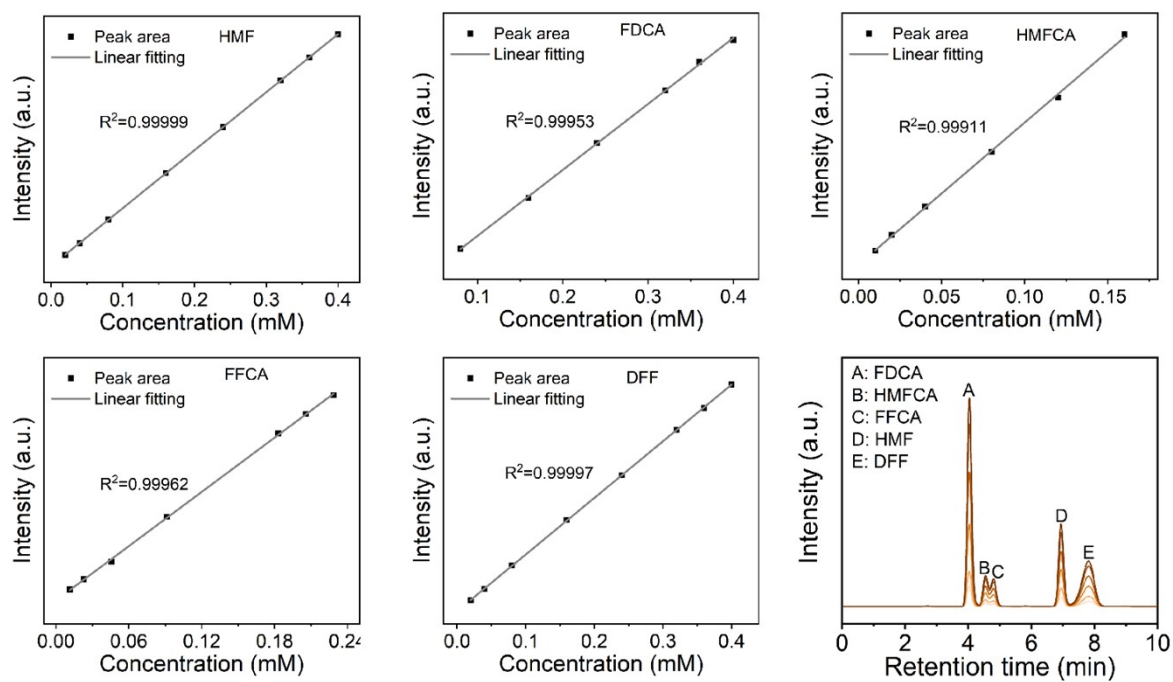 Peak area
HMF
Linear fitting
R²=0.99999
Intensity (a.u.)
0.0 0.1 0.2 0.3 0.4
Concentration (mM)
Peak area
FDCA
Linear fitting
R²=0.99953
Intensity (a.u.)
0.1 0.2 0.3 0.4
Concentration (mM)
Peak area
HMFCA
Linear fitting
R²=0.99911
Intensity (a.u.)
0.00 0.05 0.10 0.15
Concentration (mM)
Peak area
FFCA
Linear fitting
R²=0.99962
Intensity (a.u.)
0.00 0.06 0.12 0.18 0.24
Concentration (mM)
Peak area
DFF
Linear fitting
R²=0.99997
Intensity (a.u.)
0.0 0.1 0.2 0.3 0.4
Concentration (mM)
A: FDCA
B: HMFCA
C: FFCA
D: HMF
E: DFF
A
B C
D
E
Intensity (a.u.)
0 2 4 6 8 10
Retention time (min)